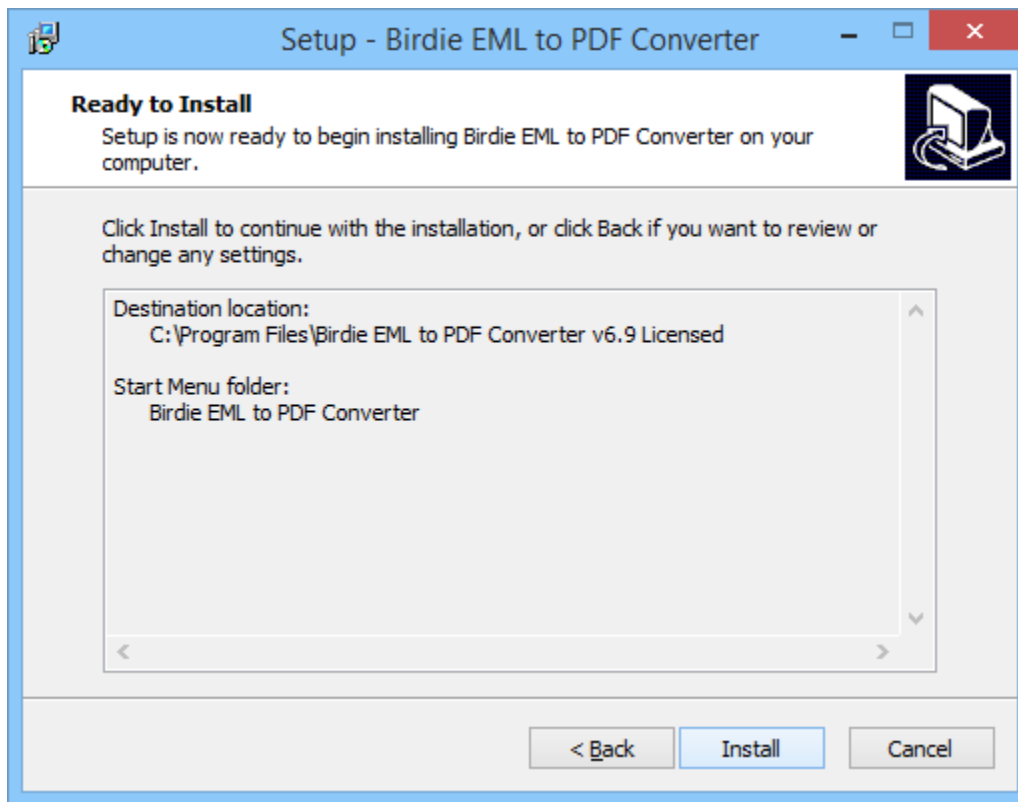 Setup - Birdie EML to PDF Converter
Ready to Install
Setup is now ready to begin installing Birdie EML to PDF Converter on your
computer.
Click Install to continue with the installation, or click Back if you want to review or
change any settings.
Destination location:
C:\Program Files\Birdie EML to PDF Converter v6.9 Licensed
Start Menu folder:
Birdie EML to PDF Converter
< Back
Install
Cancel